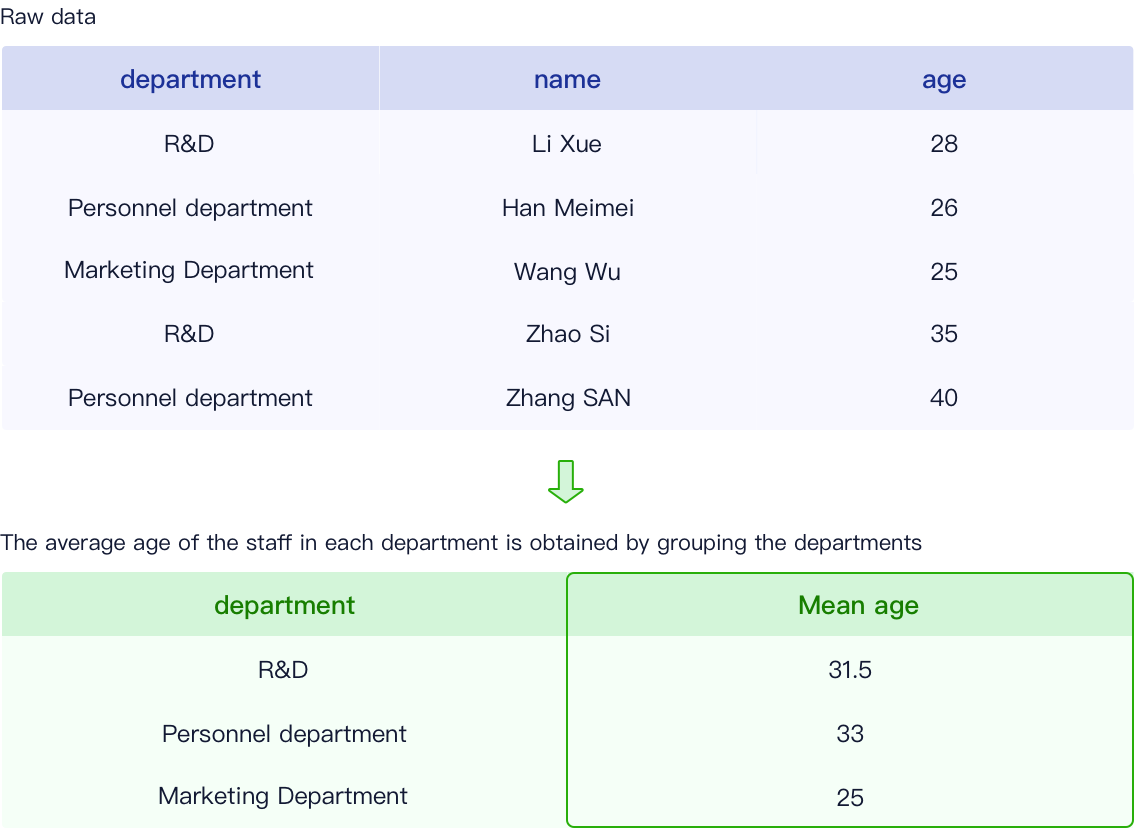 Raw data
department name age
R&D Li Xue 28
Personnel department Han Meimei 26
Marketing Department Wang Wu 25
R&D Zhao Si 35
Personnel department Zhang SAN 40
The average age of the staff in each department is obtained by grouping the departments
department Mean age
R&D 31.5
Personnel department 33
Marketing Department 25